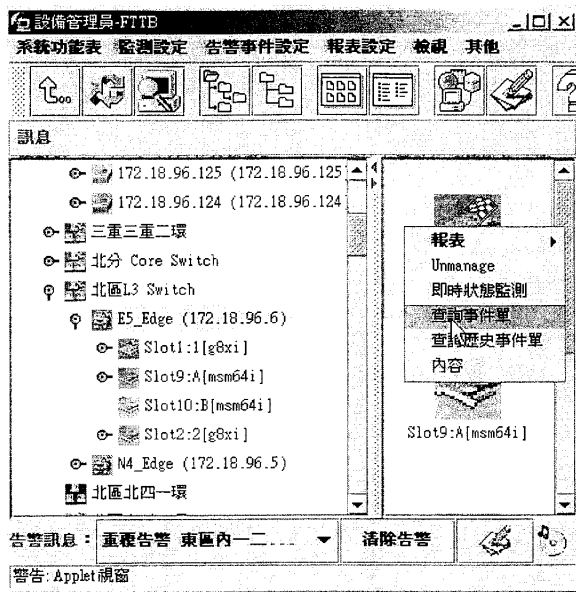 設備管理員-FTTB
系統功能表 監測設定 告警事件設定 報表設定 檢視 其他
訊息
172.18.96.125 (172.18.96.125
172.18.96.124 (172.18.96.124
三重三重二環
北分 Core Switch
北區L3 Switch
E5_Edge (172.18.96.6)
Slot1:1[g8xi]
Slot9:A[msm64i]
Slot10:B[msm64i]
Slot2:2[g8xi]
N4_Edge (172.18.96.5)
北區北四一環
報表
Unmanage
即時狀態監測
查詢事件單
查詢歷史事件單
內容
Slot9:A[msm64i]
告警訊息: 重複告警 東區內一二... 清除告警
警告: Applet 視窗